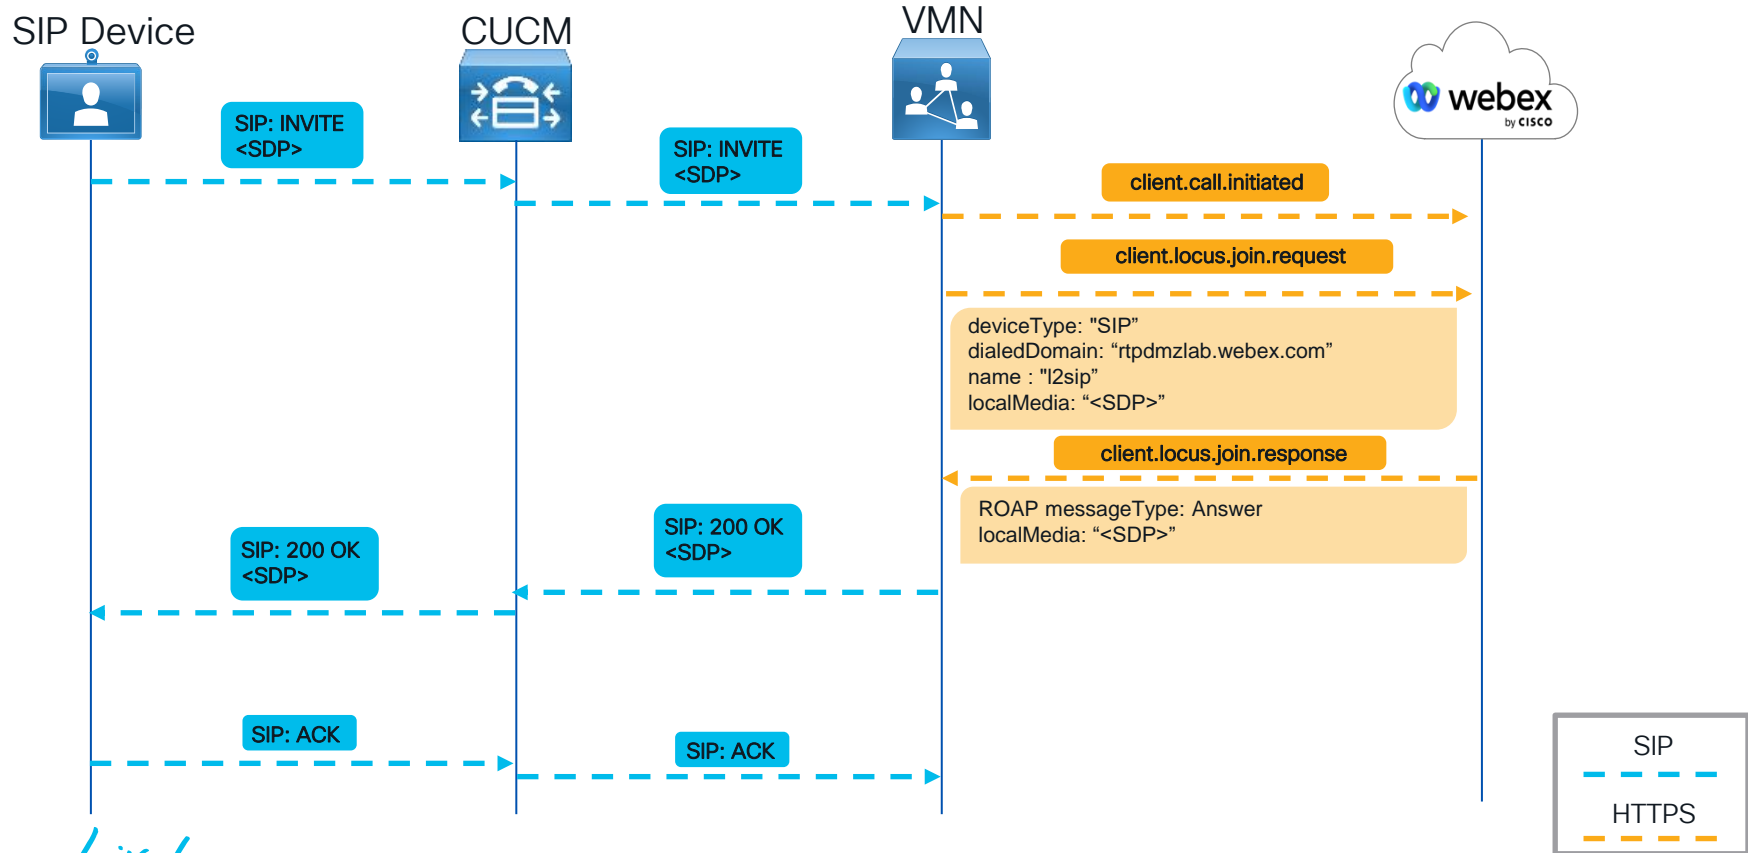 SIP Device
CUCM
VMN
webex
by CISCO
SIP: INVITE
<SDP>
SIP: INVITE
<SDP>
client.call.initiated
client.locus.join.request
deviceType: "SIP”
dialedDomain: “rtpdmzlab.webex.com”
name : "l2sip”
localMedia: “<SDP>”
client.locus.join.response
ROAP messageType: Answer
localMedia: “<SDP>”
SIP: 200 OK
<SDP>
SIP: 200 OK
<SDP>
SIP: ACK
SIP: ACK
SIP
HTTPS